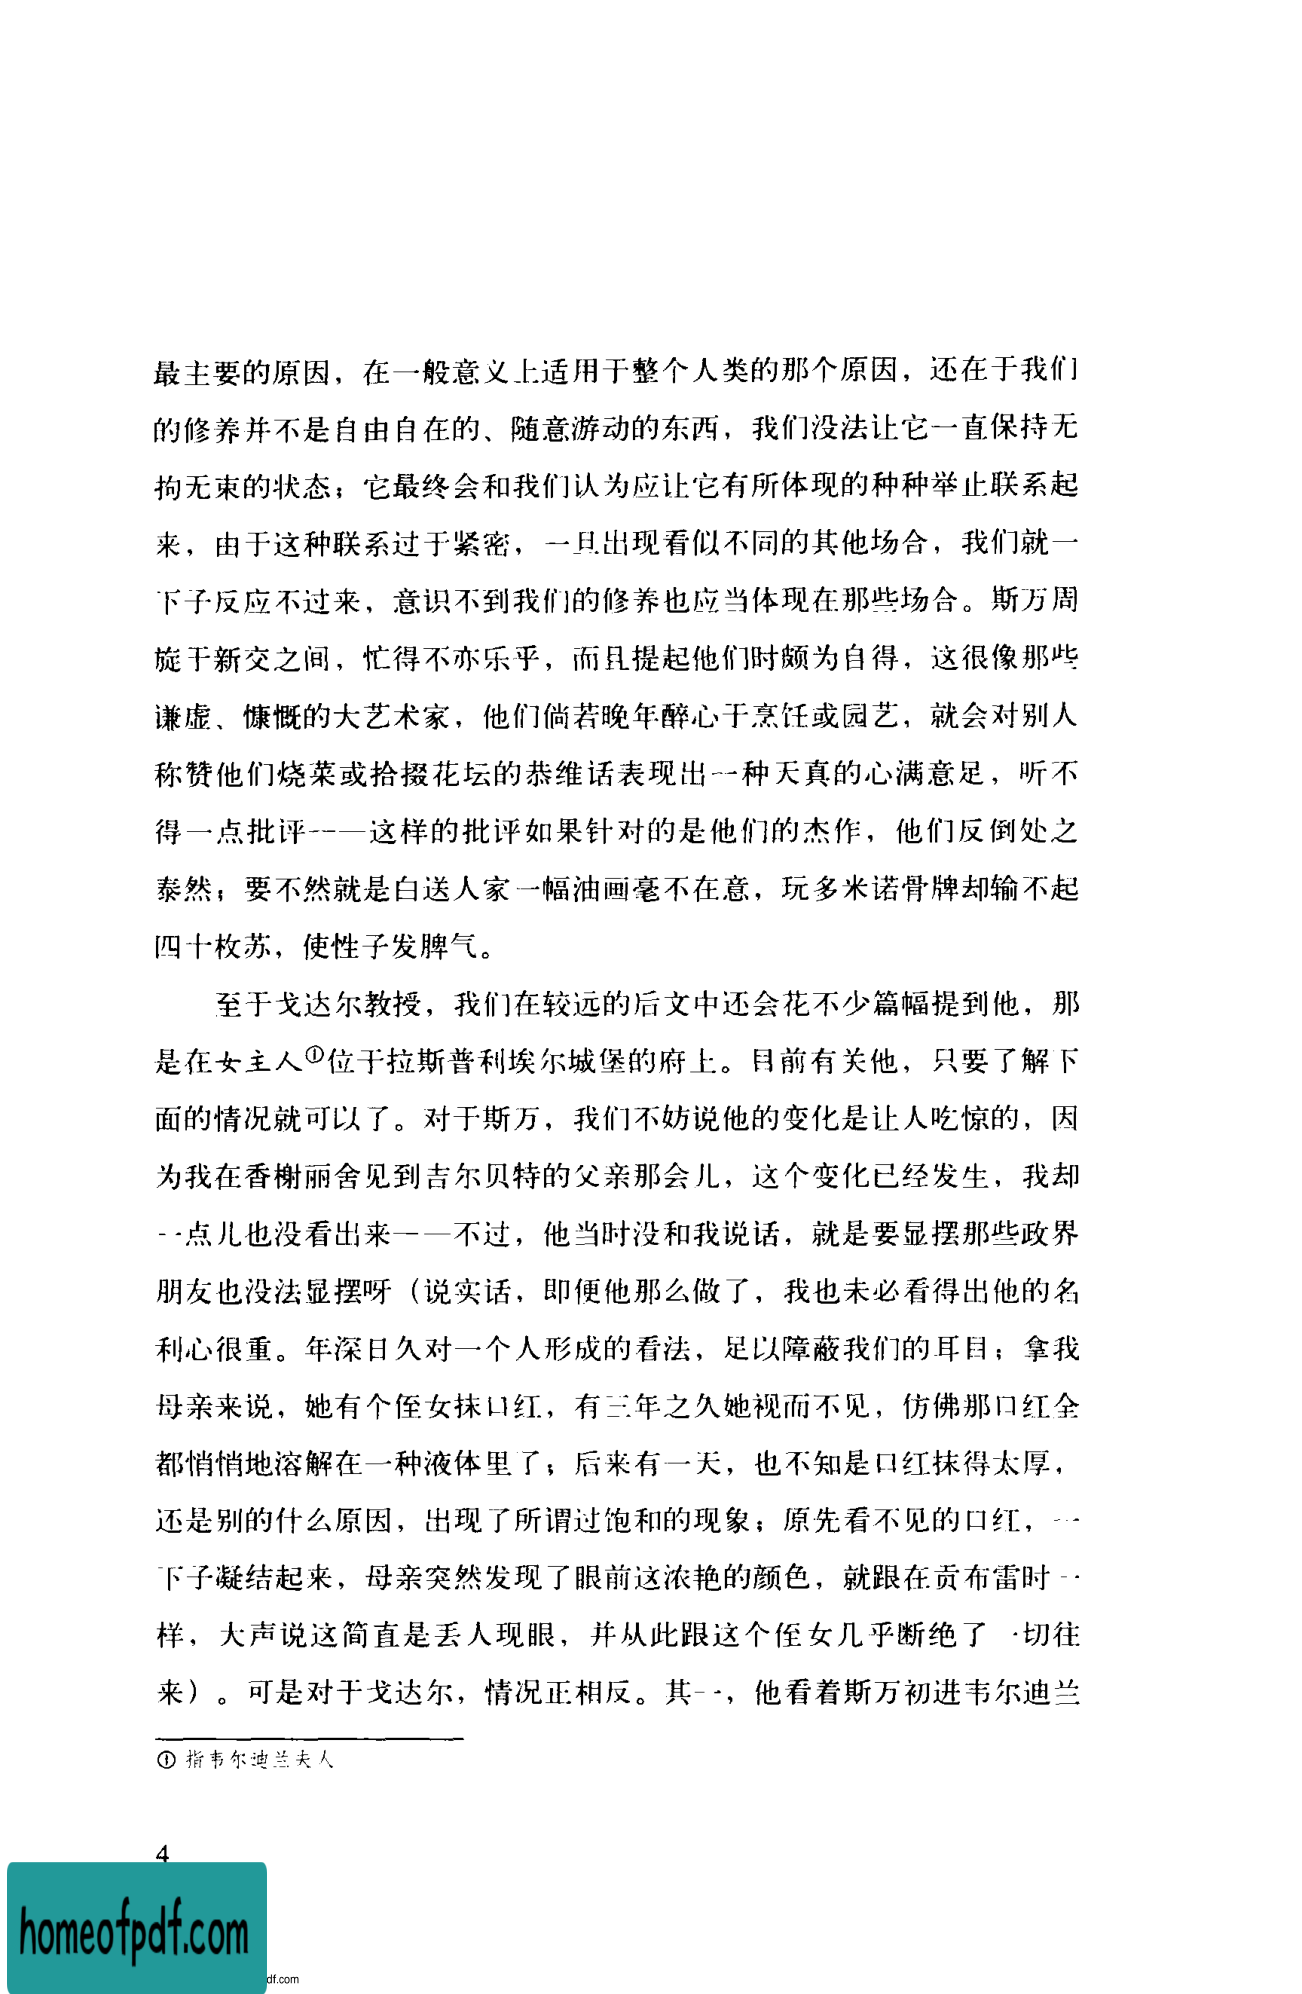 最主要的原因，在一般意义上适用于整个人类的那个原因，还在于我们
的修养并不是自由自在的、随意游动的东西，我们没法让它一直保持无
拘无束的状态；它最终会和我们认为应让它有所体现的种种举止联系起
来，由于这种联系过于紧密，一旦出现看似不同的其他场合，我们就一
下子反应不过来，意识不到我们的修养也应当体现在那些场合。斯万周
旋于新交之间，忙得不亦乐乎，而且提起他们时颇为自得，这很像那些
谦虚、慷慨的大艺术家，他们倘若晚年醉心于烹饪或园艺，就会对别人
称赞他们烧菜或拾掇花坛的恭维话表现出一种天真的心满意足，听不
得一点批评——这样的批评如果针对的是他们的杰作，他们反倒处之
泰然；要不然就是白送人家一幅油画毫不在意，玩多米诺骨牌却输不起
四十枚苏，使性子发脾气。
至于戈达尔教授，我们在较远的后文中还会花不少篇幅提到他，那
是在女主人①位于拉斯普利埃尔城堡的府上。目前有关他，只要了解下
面的情况就可以了。对于斯万，我们不妨说他的变化是让人吃惊的，因
为我在香榭丽舍见到吉尔贝特的父亲那会儿，这个变化已经发生，我却
一点儿也没看出来——不过，他当时没和我说话，就是要显摆那些政界
朋友也没法显摆呀（说实话，即便他那么做了，我也未必看得出他的名
利心很重。年深日久对一个人形成的看法，足以障蔽我们的耳目；拿我
母亲来说，她有个侄女抹口红，有三年之久她视而不见，仿佛那口红全
都悄悄地溶解在一种液体里了；后来有一天，也不知是口红抹得太厚，
还是别的什么原因，出现了所谓过饱和的现象；原先看不见的口红，一
下子凝结起来，母亲突然发现了眼前这浓艳的颜色，就跟在贡布雷时一
样，大声说这简直是丢人现眼，并从此跟这个侄女几乎断绝了一切往
来）。可是对于戈达尔，情况正相反。其一，他看着斯万初进韦尔迪兰
① 指韦尔迪兰夫人
4
homeofpdf.com
df.com